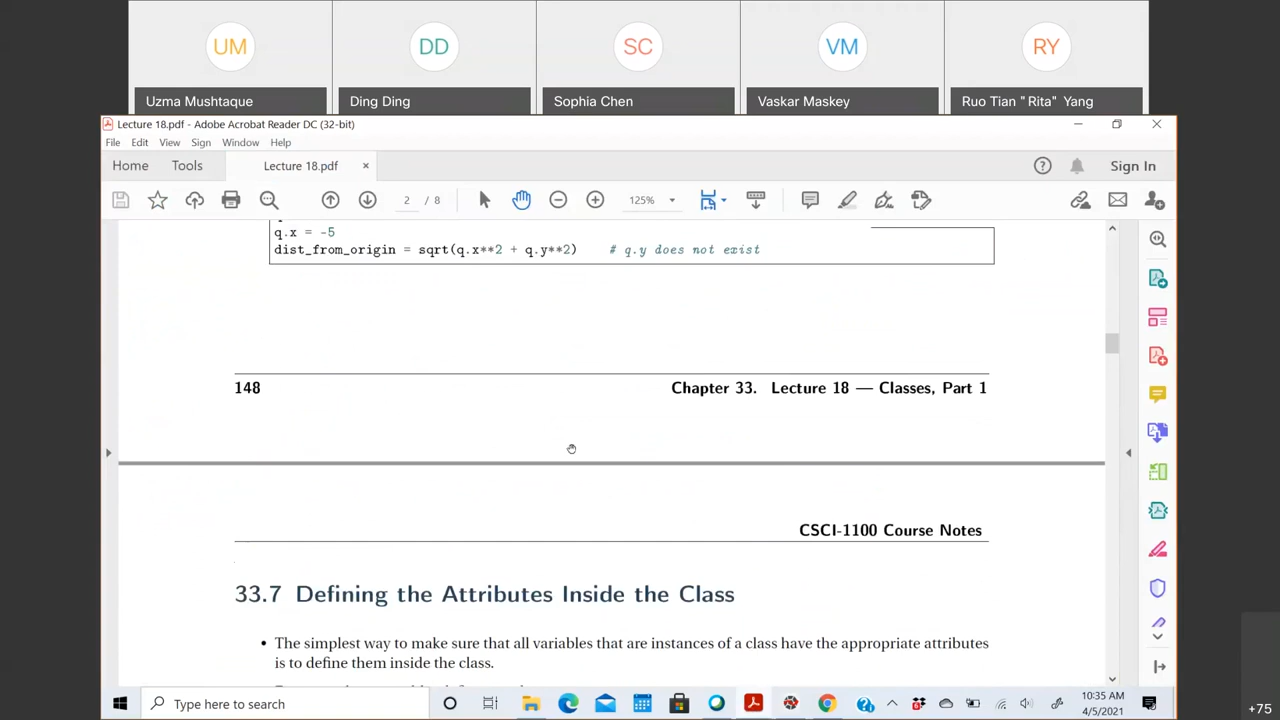 UM
DD
SC
VM
RY
Uzma Mushtaque
Ding Ding
Sophia Chen
Vaskar Maskey
Ruo Tian "Rita" Yang
Lecture 18.pdf - Adobe Acrobat Reader DC (32-bit)
File Edit View Sign Window Help
Home Tools Lecture 18.pdf × Sign In
2 / 8 125%
q.x = -5
dist_from_origin = sqrt(q.x**2 + q.y**2) # q.y does not exist
148 Chapter 33. Lecture 18 — Classes, Part 1
CSCI-1100 Course Notes
33.7 Defining the Attributes Inside the Class
• The simplest way to make sure that all variables that are instances of a class have the appropriate attributes
is to define them inside the class.
Type here to search
10:35 AM
4/5/2021
+75